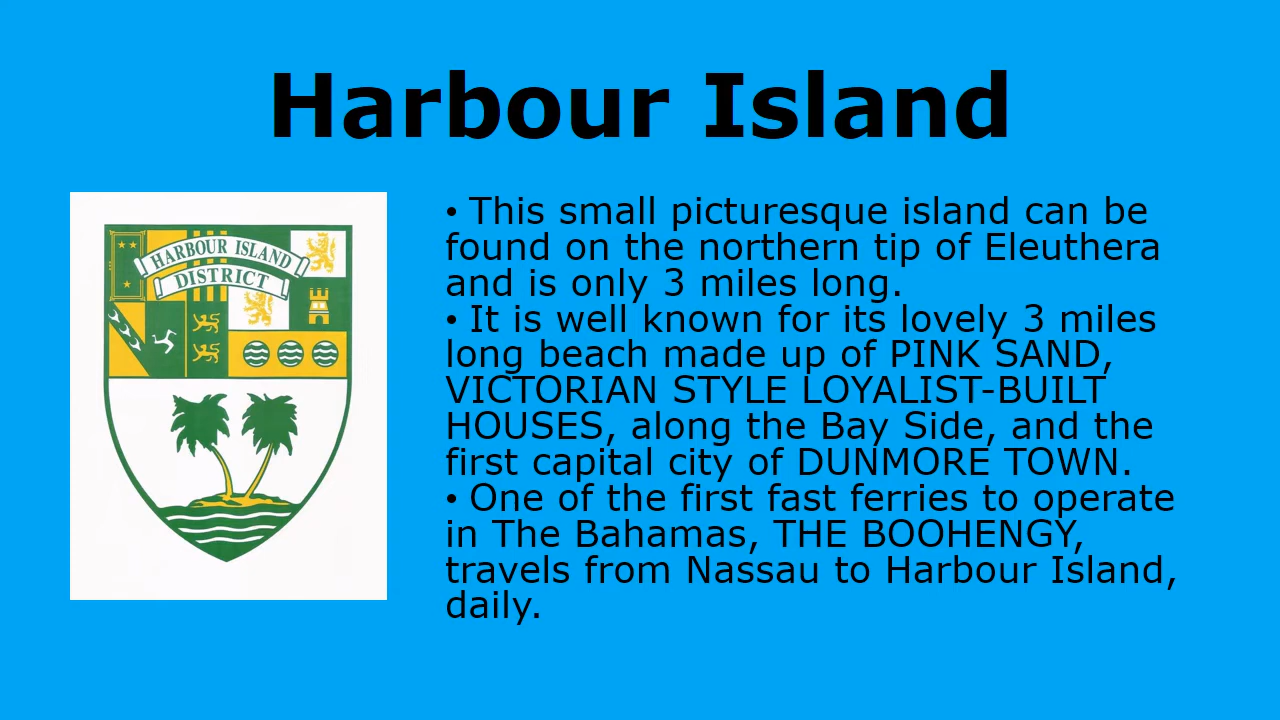 Harbour Island
HARBOUR ISLAND
DISTRICT
• This small picturesque island can be
found on the northern tip of Eleuthera
and is only 3 miles long.
• It is well known for its lovely 3 miles
long beach made up of PINK SAND,
VICTORIAN STYLE LOYALIST-BUILT
HOUSES, along the Bay Side, and the
first capital city of DUNMORE TOWN.
• One of the first fast ferries to operate
in The Bahamas, THE BOOHENGY,
travels from Nassau to Harbour Island,
daily.